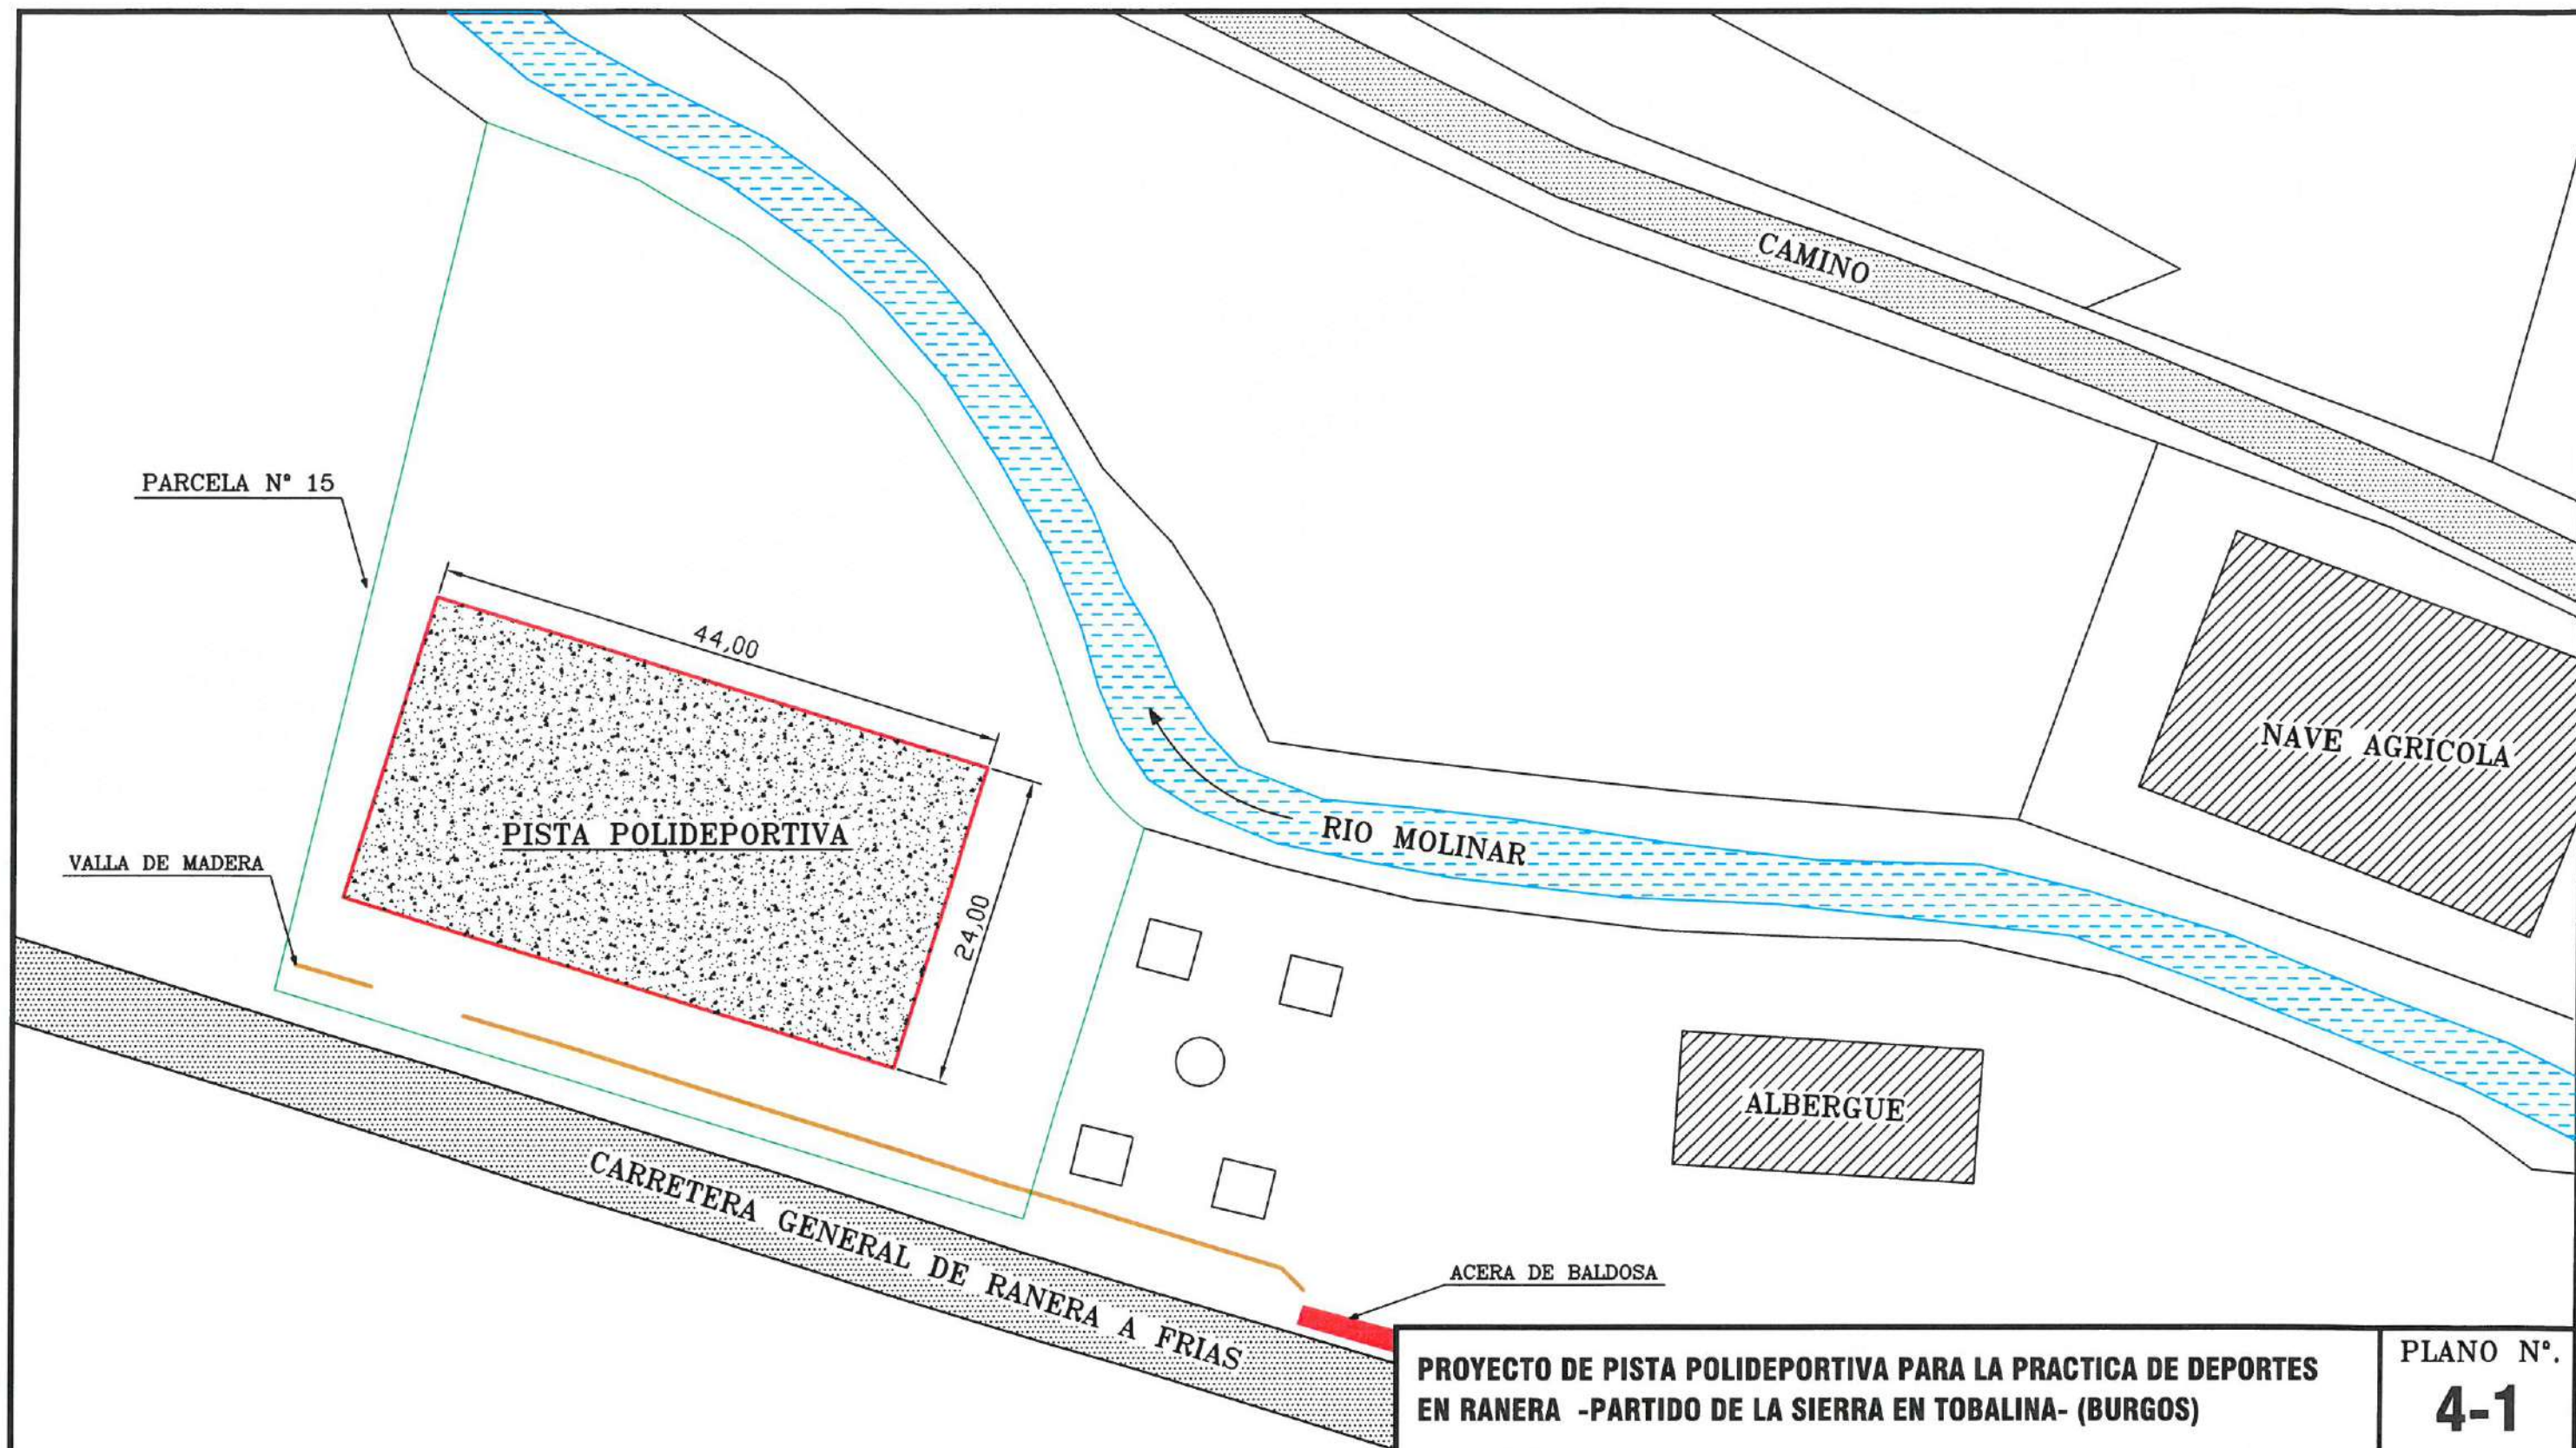 CAMINO
PARCELA Nº 15
44,00
NAVE AGRICOLA
PISTA POLIDEPORTIVA
RIO MOLINAR
VALLA DE MADERA
24,00
ALBERGUE
CARRETERA GENERAL DE RANERA A FRIAS
ACERA DE BALDOSA
PROYECTO DE PISTA POLIDEPORTIVA PARA LA PRACTICA DE DEPORTES
EN RANERA -PARTIDO DE LA SIERRA EN TOBALINA- (BURGOS)
PLANO Nº.
4-1